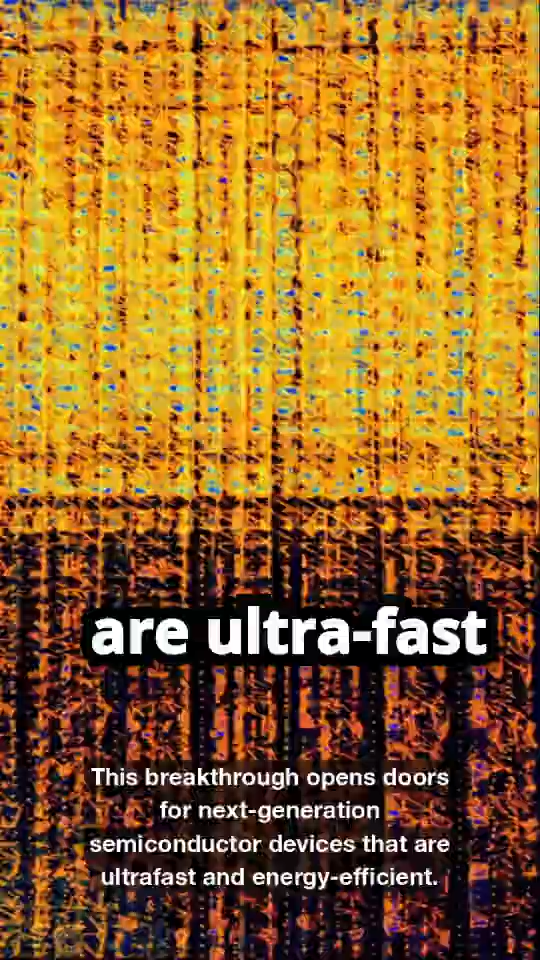 are ultra-fast
This breakthrough opens doors
for next-generation
semiconductor devices that are
ultrafast and energy-efficient.